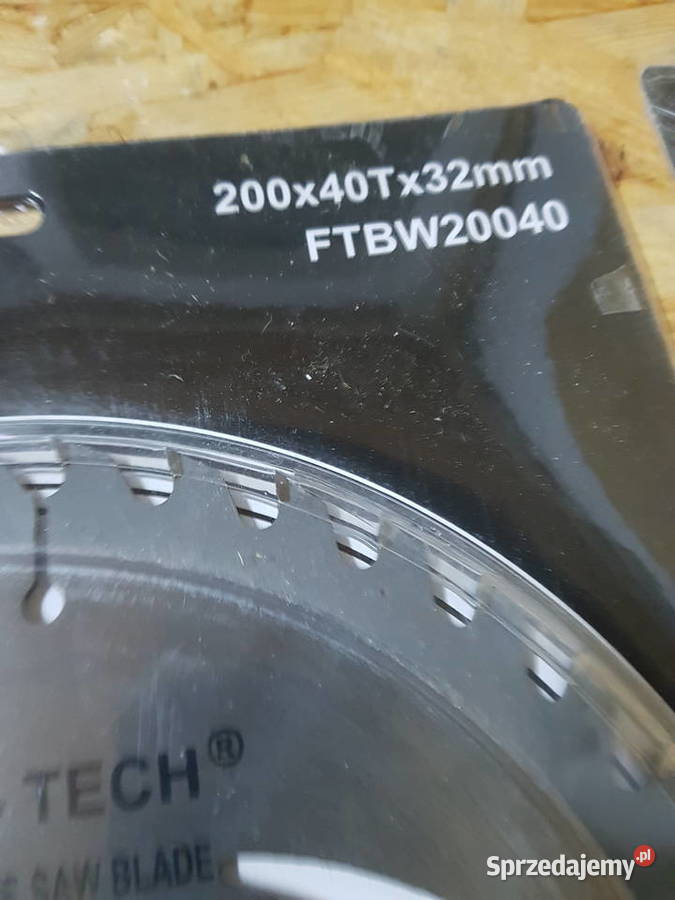 200x40Tx32mm
FTBW20040
TECH®
SAW BLADE
Sprzedajemy.pl